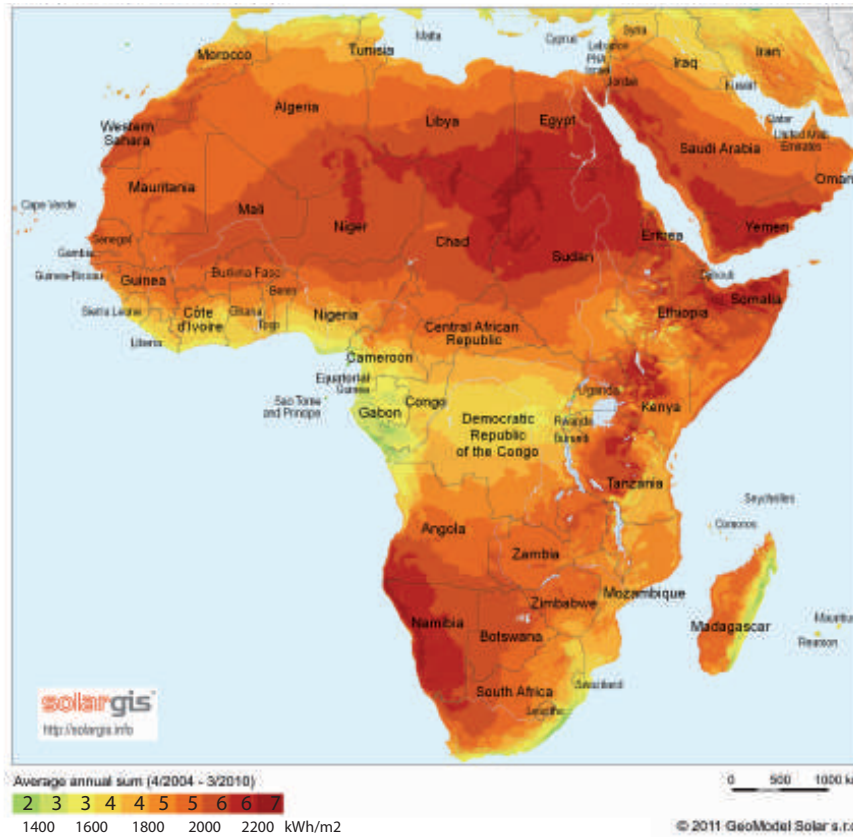 Malta
Cyprus
Syria
Lebanon
PNA
Israel
Jordan
Iraq
Iran
Kuwait
Morocco
Tunisia
Algeria
Libya
Egypt
Qatar
United Arab
Emirates
Saudi Arabia
Oman
Western
Sahara
Mauritania
Mali
Niger
Chad
Sudan
Eritrea
Yemen
Cape Verde
Senegal
Gambia
Guinea-Bissau
Guinea
Burkina Faso
Benin
Djibouti
Sierra Leone
Côte
d'Ivoire
Ghana
Togo
Nigeria
Ethiopia
Somalia
Liberia
Central African
Republic
Cameroon
Equatorial
Guinea
Sao Tome
and Principe
Gabon
Congo
Democratic
Republic
of the Congo
Uganda
Kenya
Rwanda
Burundi
Tanzania
Seychelles
Comoros
Angola
Zambia
Mozambique
Zimbabwe
Madagascar
Mauritius
Reunion
Namibia
Botswana
Swaziland
South Africa
Lesotho
solargis
http://solargis.info
Average annual sum (4/2004 - 3/2010)
2 3 3 4 4 5 5 6 6 7
1400 1600 1800 2000 2200 kWh/m2
0 500 1000 k
© 2011 GeoModel Solar s.r.o